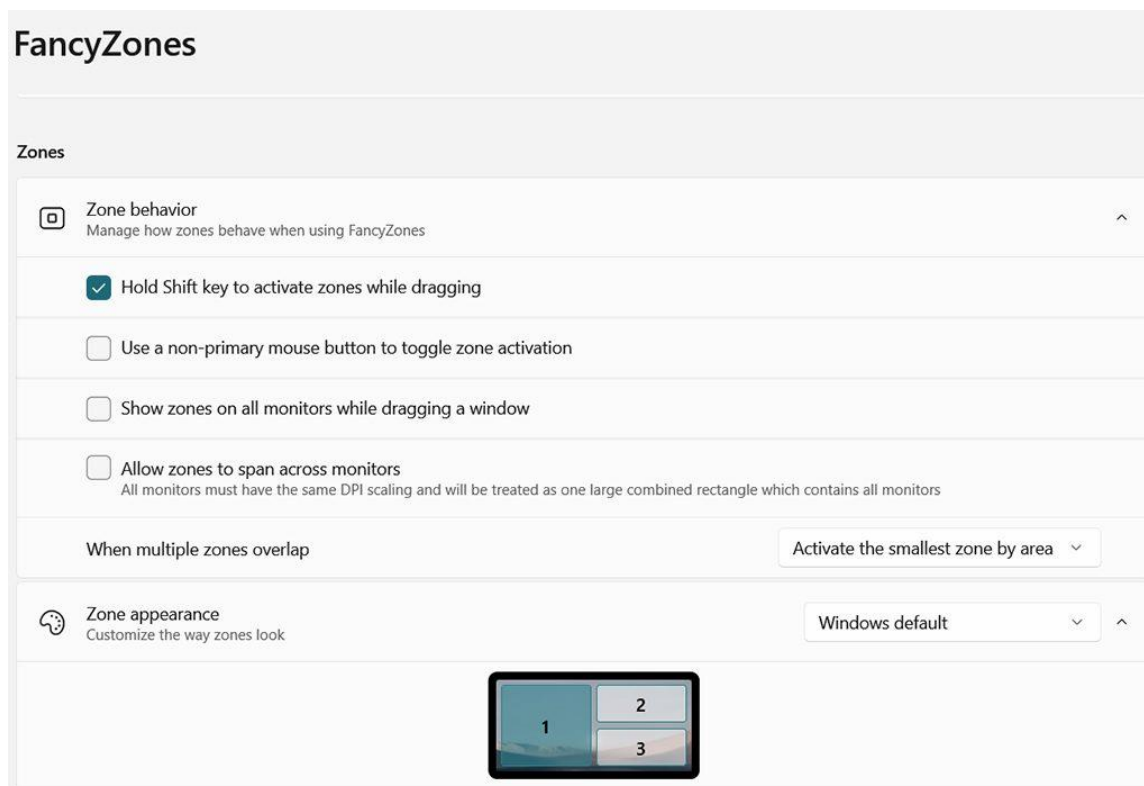 FancyZones
Zones
Zone behavior
Manage how zones behave when using FancyZones
Hold Shift key to activate zones while dragging
Use a non-primary mouse button to toggle zone activation
Show zones on all monitors while dragging a window
Allow zones to span across monitors
All monitors must have the same DPI scaling and will be treated as one large combined rectangle which contains all monitors
When multiple zones overlap
Activate the smallest zone by area
Zone appearance
Customize the way zones look
Windows default
1
2
3